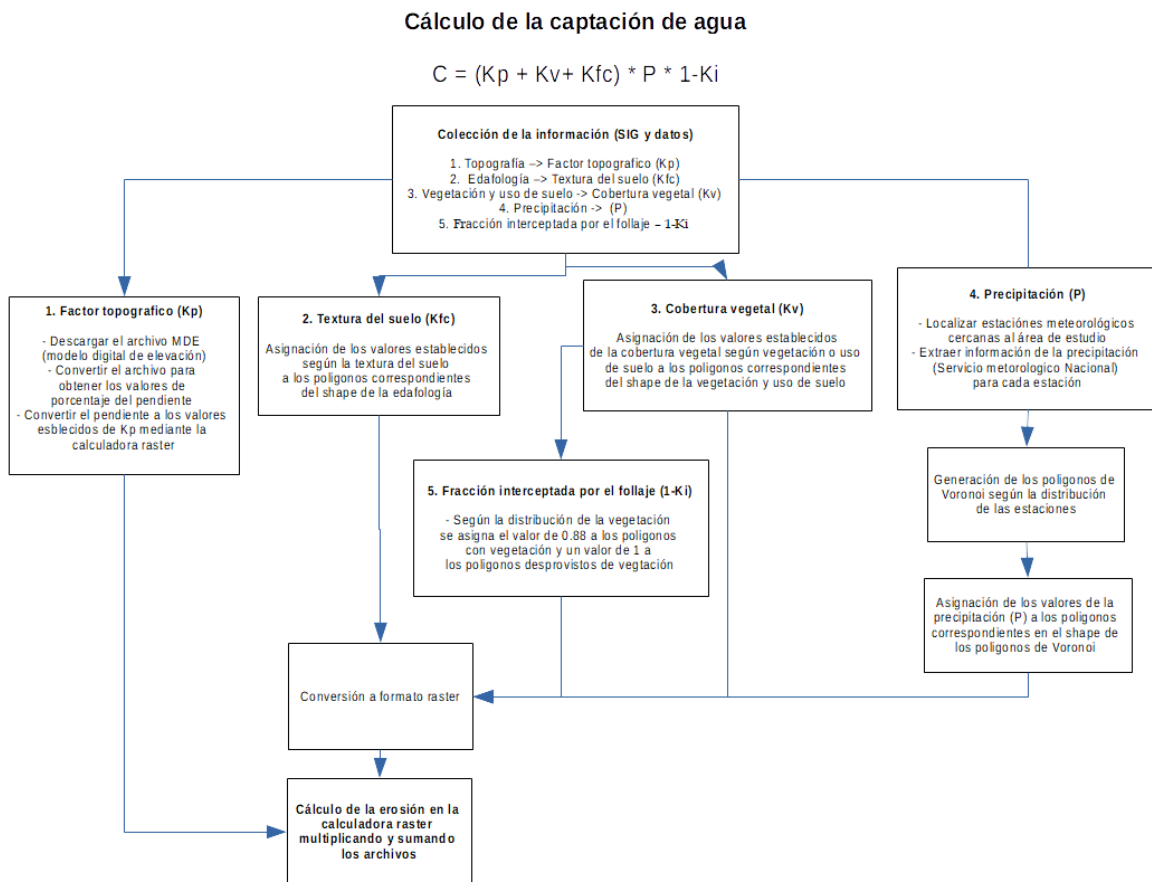 Cálculo de la captación de agua
C = (Kp + Kv+ Kfc) * P * 1-Ki
Colección de la información (SIG y datos)
1. Topografía –> Factor topografico (Kp)
2. Edafología –> Textura del suelo (Kfc)
3. Vegetación y uso de suelo -> Cobertura vegetal (Kv)
4. Precipitación -> (P)
5. Fracción interceptada por el follaje – 1-Ki
1. Factor topografico (Kp)
- Descargar el archivo MDE
(modelo digital de elevación)
- Convertir el archivo para
obtener los valores de
porcentaje del pendiente
- Convertir el pendiente a los valores
esblecidos de Kp mediante la
calculadora raster
2. Textura del suelo (Kfc)
Asignación de los valores establecidos
según la textura del suelo
a los poligonos correspondientes
del shape de la edafología
3. Cobertura vegetal (Kv)
Asignación de los valores establecidos
de la cobertura vegetal según vegetación o uso
de suelo a los poligonos correspondientes
del shape de la vegetación y uso de suelo
4. Precipitación (P)
- Localizar estaciónes meteorológicos
cercanas al área de estudio
- Extraer información de la precipitación
(Servicio metorologico Nacional)
para cada estación
5. Fracción interceptada por el follaje (1-Ki)
- Según la distribución de la vegetación
se asigna el valor de 0.88 a los poligonos
con vegetación y un valor de 1 a
los poligonos desprovistos de vegtación
Generación de los poligonos de
Voronoi según la distribución
de las estaciones
Asignación de los valores de la
precipitación (P) a los poligonos
correspondientes en el shape de
los poligonos de Voronoi
Conversión a formato raster
Cálculo de la erosión en la
calculadora raster
multiplicando y sumando
los archivos